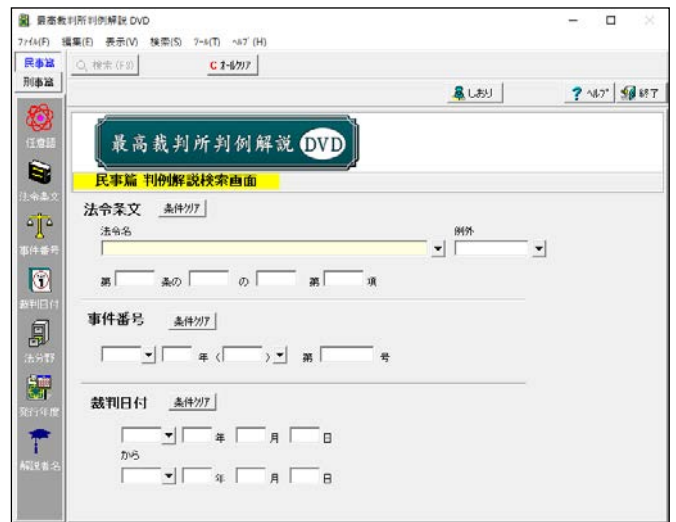 最高裁判所判例解説 DVD
ファイル(F) 編集(E) 表示(V) 検索(S) ツール(T) ヘルプ(H)
民事篇
刑事篇
検索(F3)
C オールクリア
しおり
? ヘルプ
終了
任意語
法令条文
事件番号
裁判日付
法分野
発行年度
解説者名
最高裁判所判例解説 DVD
民事篇 判例解説検索画面
法令条文 条件クリア
法令名 例外
第 条の の 第 項
事件番号 条件クリア
年 ( ) 第 号
裁判日付 条件クリア
年 月 日
から
年 月 日